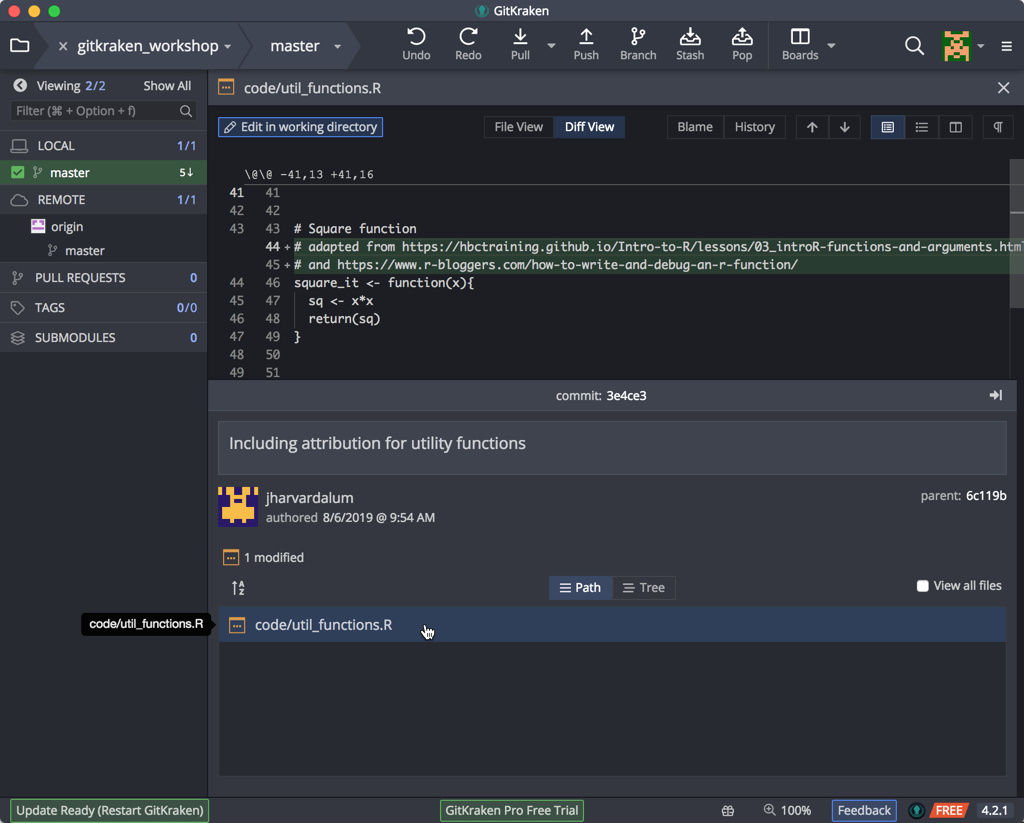 GitKraken
gitkraken_workshop
master
Undo
Redo
Pull
Push
Branch
Stash
Pop
Boards
Viewing 2/2
Show All
Filter (⌘ + Option + f)
LOCAL 1/1
master 5↓
REMOTE 1/1
origin
master
PULL REQUESTS 0
TAGS 0/0
SUBMODULES 0
code/util_functions.R
Edit in working directory
File View
Diff View
Blame
History
\@\@ -41,13 +41,16
41 41
42 42
43 43 # Square function
44 + # adapted from https://hbctraining.github.io/Intro-to-R/lessons/03_introR-functions-and-arguments.html
45 + # and https://www.r-bloggers.com/how-to-write-and-debug-an-r-function/
44 46 square_it <- function(x){
45 47 sq <- x*x
46 48 return(sq)
47 49 }
48 50
49 51
commit: 3e4ce3
Including attribution for utility functions
jharvardalum
authored 8/6/2019 @ 9:54 AM
parent: 6c119b
1 modified
Path
Tree
View all files
code/util_functions.R
code/util_functions.R
Update Ready (Restart GitKraken)
GitKraken Pro Free Trial
100%
Feedback
FREE
4.2.1